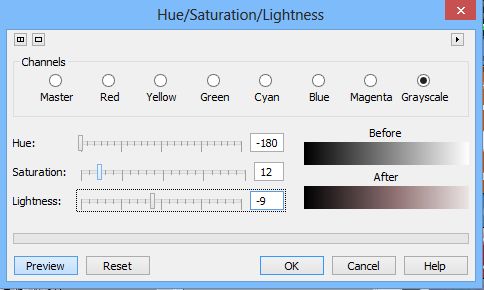 Hue/Saturation/Lightness
Channels
Master Red Yellow Green Cyan Blue Magenta Grayscale
Before
Hue: -180
Saturation: 12
After
Lightness: -9
Preview Reset OK Cancel Help